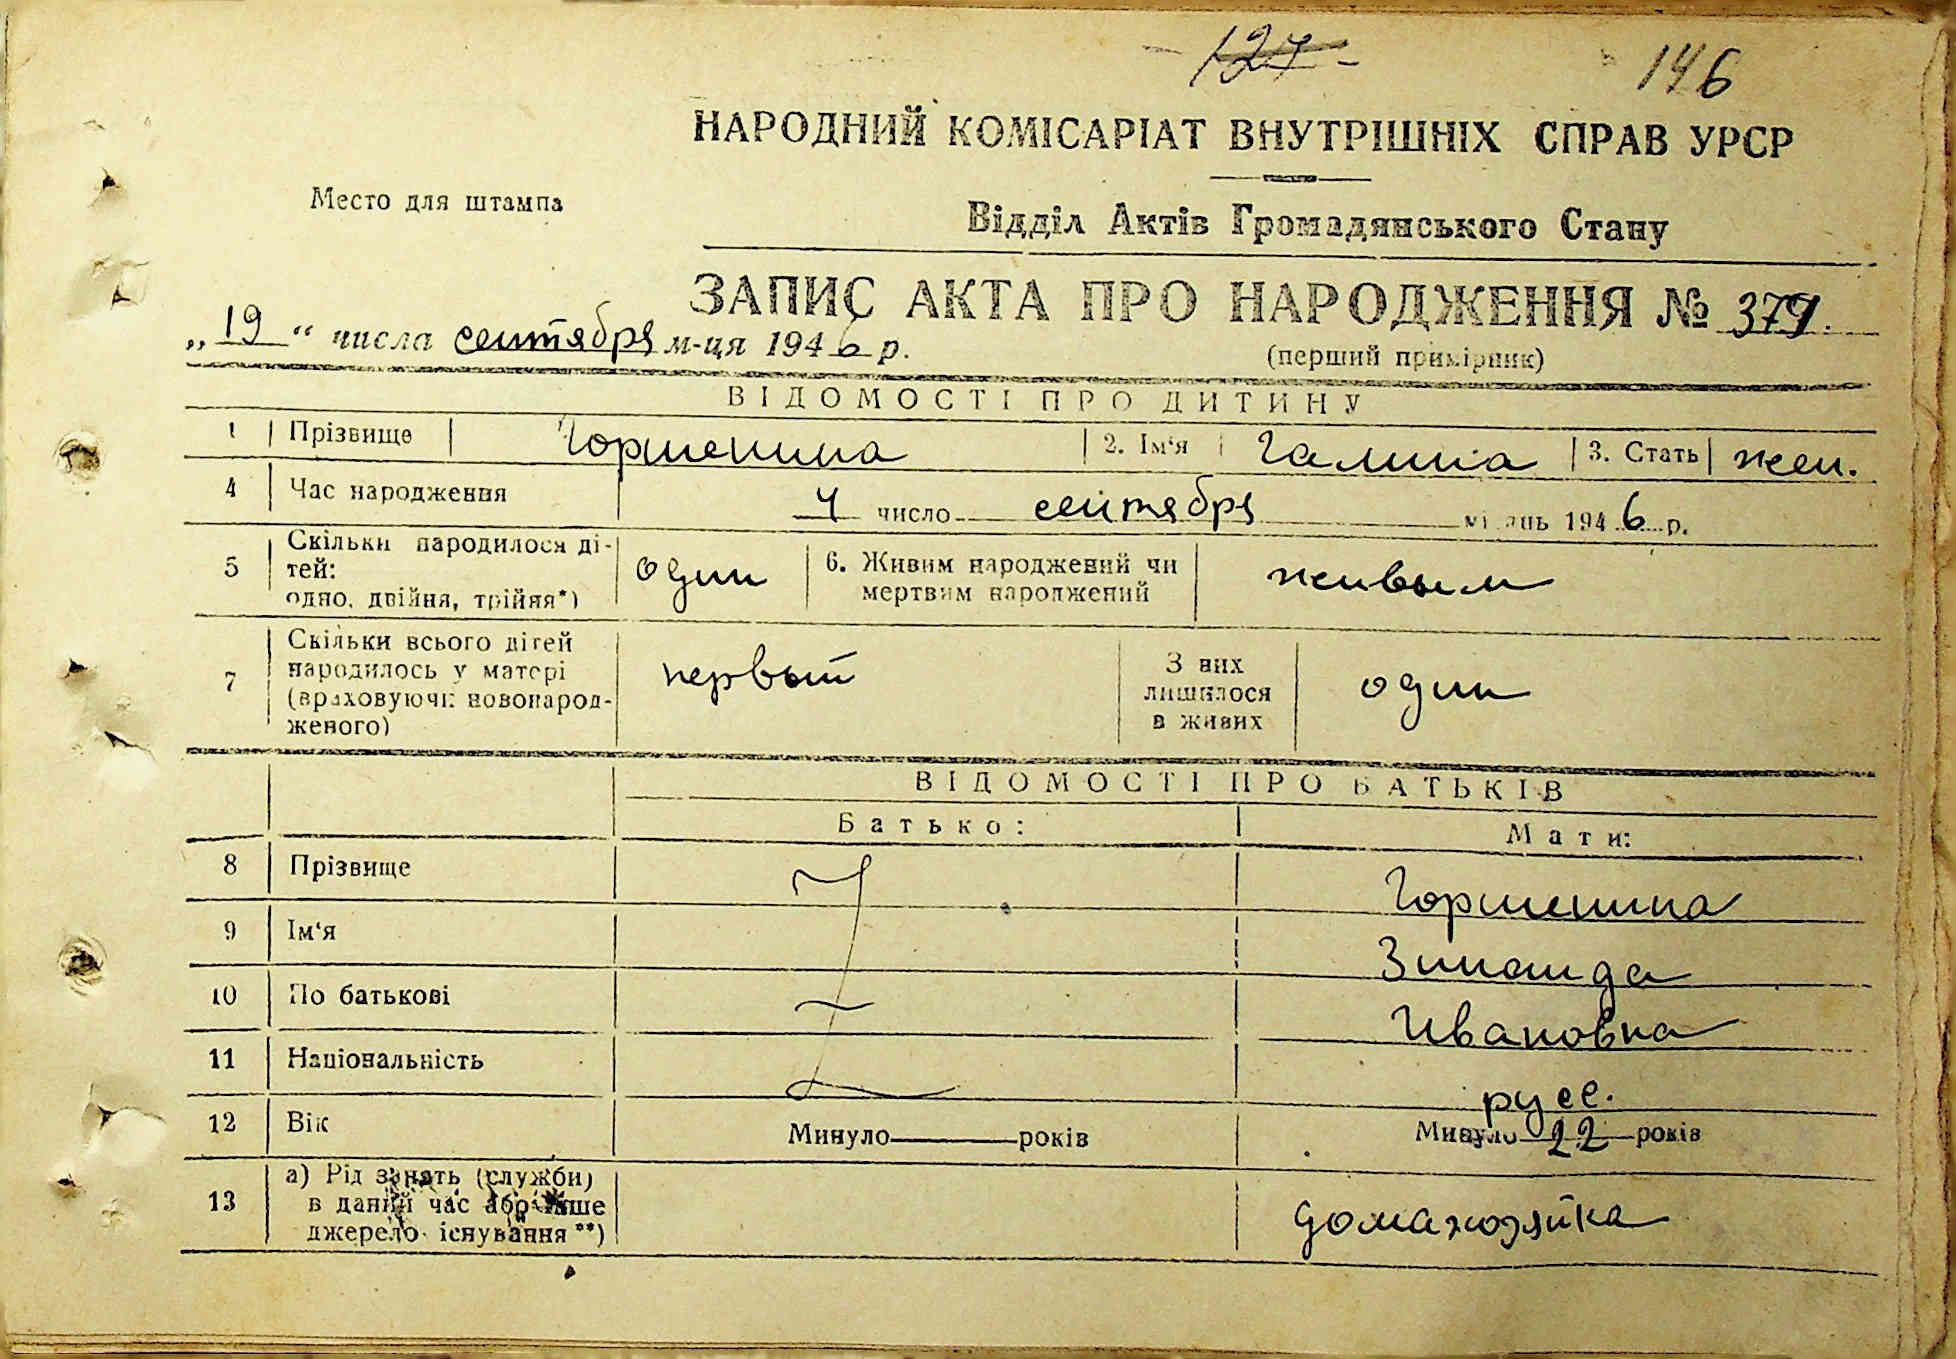 127 -
146
НАРОДНИЙ КОМІСАРІАТ ВНУТРІШНІХ СПРАВ УРСР
Место для штампа
Відділ Актів Громадянського Стану
ЗАПИС АКТА ПРО НАРОДЖЕННЯ № 379.
„19“ числа сентября м-ця 1946 р.
(перший примірник)
ВІДОМОСТІ ПРО ДИТИНУ
1 Прізвище Горшенина 2. Ім‘я Галина 3. Стать жен.
4 Час народження 4 число сентября місяць 1946 р.
5 Скільки народилося ді-
тей:
одно, двійня, трійня*)
один
6. Живим народжений чи
мертвим народжений
живым
7 Скільки всього дітей
народилось у матері
(враховуючи новонарод-
женого)
первый
З них
лишилося
в живих
один
ВІДОМОСТІ ПРО БАТЬКІВ
Батько: Мати:
8 Прізвище Горшенина
9 Ім‘я Зинаида
10 По батькові Ивановна
11 Національність русс.
12 Вік Минуло років Минуло 22 років
13 а) Рід занять (служби)
в даний час або інше
джерело існування **)
домахозяйка